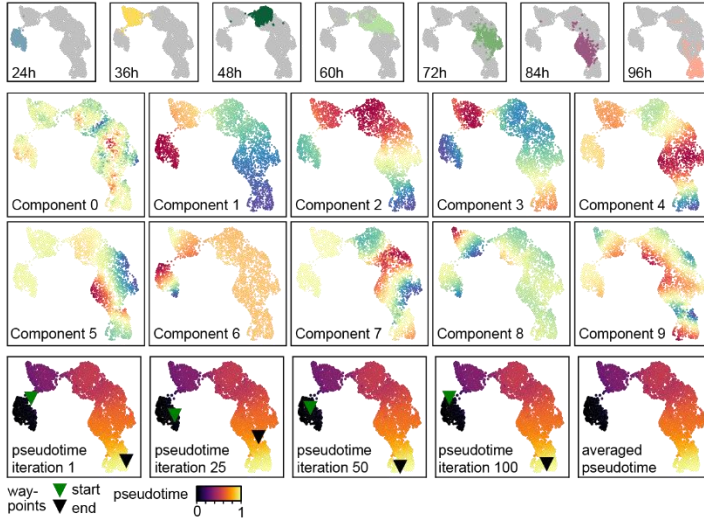 24h 36h 48h 60h 72h 84h 96h
Component 0 Component 1 Component 2 Component 3 Component 4
Component 5 Component 6 Component 7 Component 8 Component 9
pseudotime pseudotime pseudotime pseudotime averaged
iteration 1 iteration 25 iteration 50 iteration 100 pseudotime
way- start pseudotime
points end 0 1